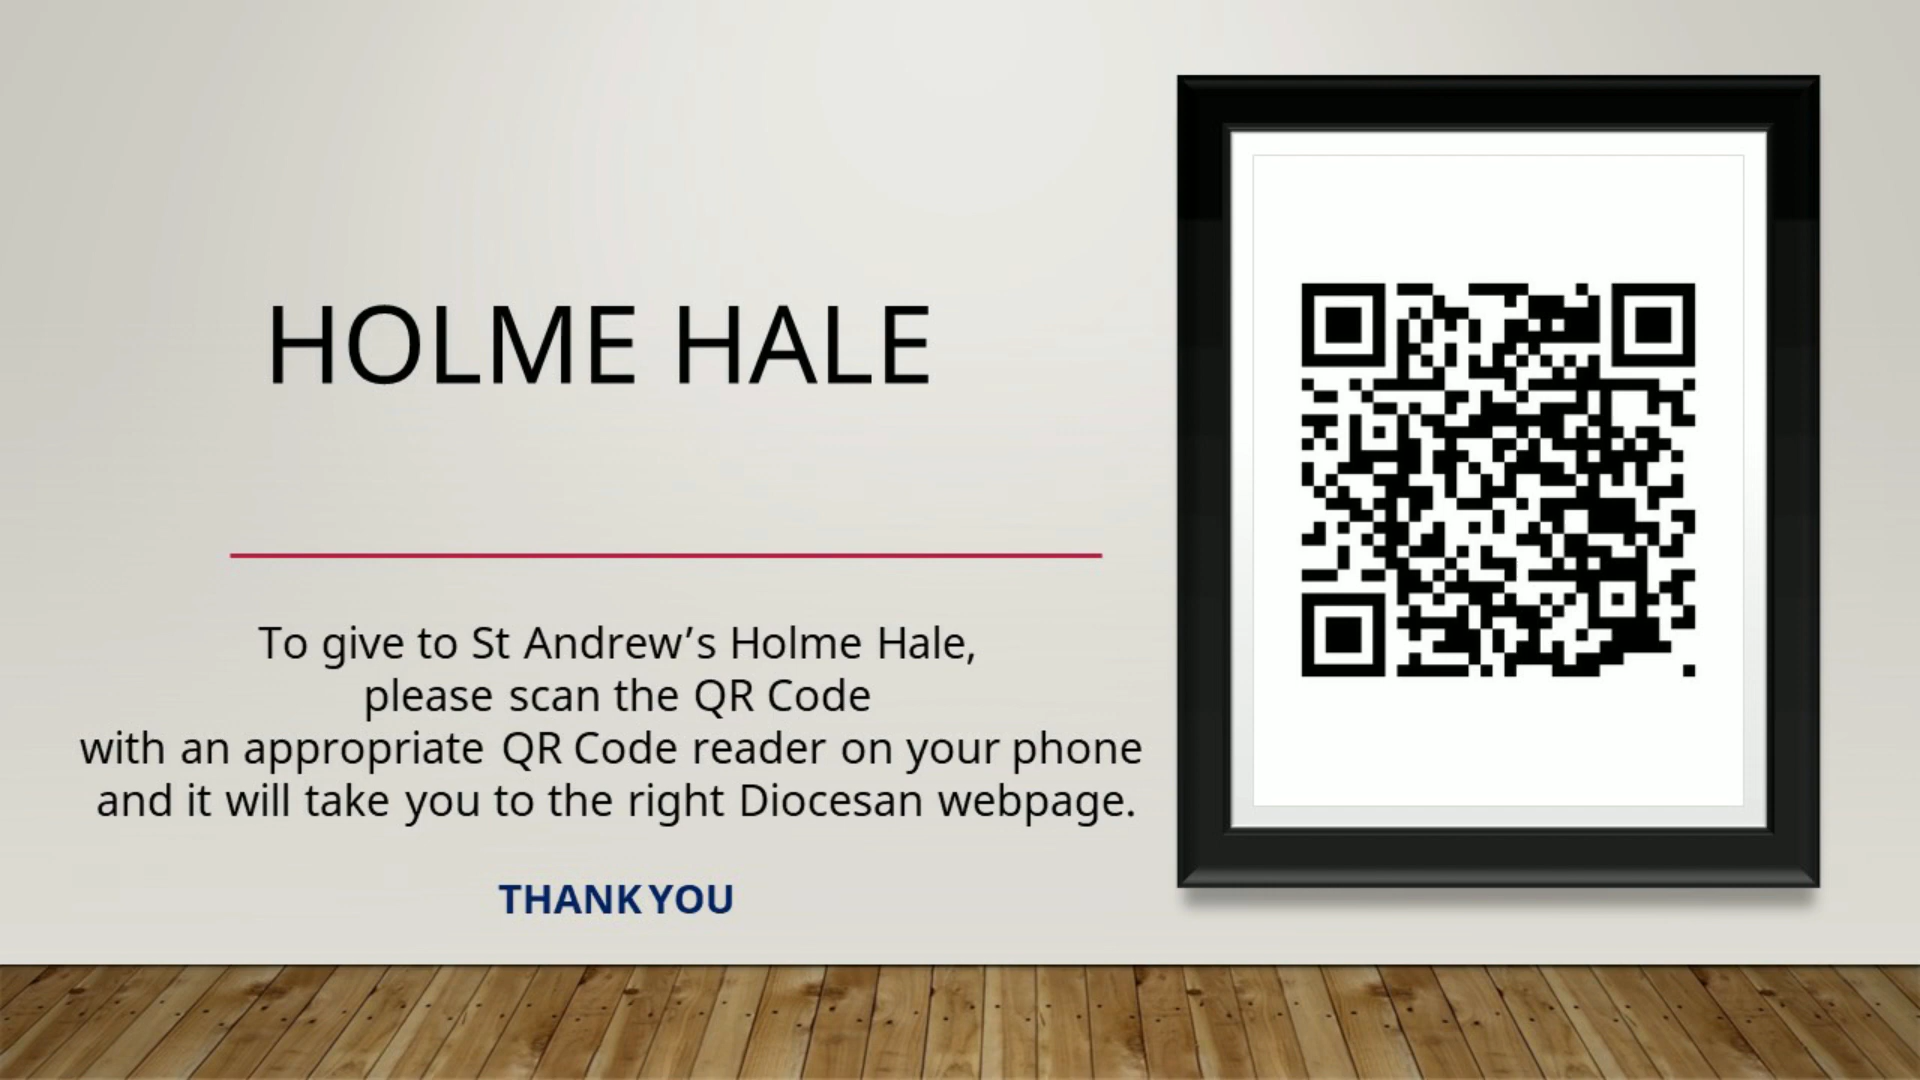 HOLME HALE
To give to St Andrew’s Holme Hale,
please scan the QR Code
with an appropriate QR Code reader on your phone
and it will take you to the right Diocesan webpage.
THANK YOU